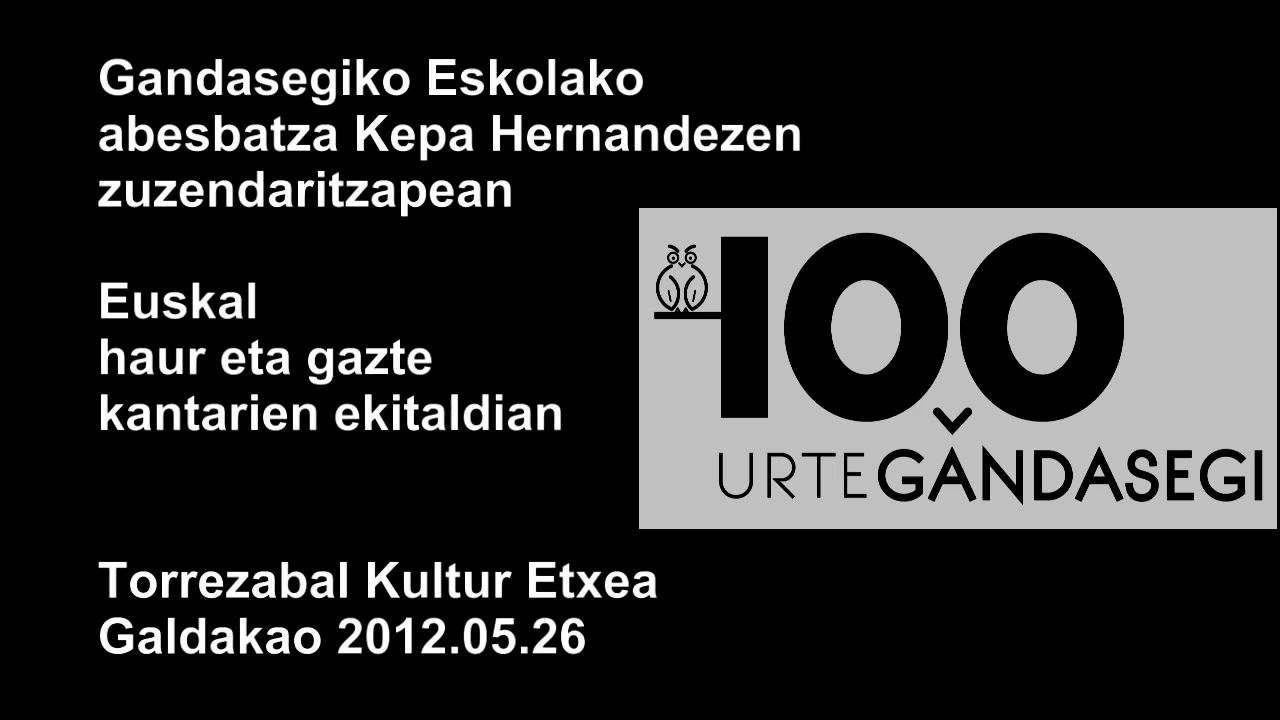 Gandasegiko Eskolako
abesbatza Kepa Hernandezen
zuzendaritzapean
Euskal
haur eta gazte
kantarien ekitaldian
100
URTE GANDASEGI
Torrezabal Kultur Etxea
Galdakao 2012.05.26